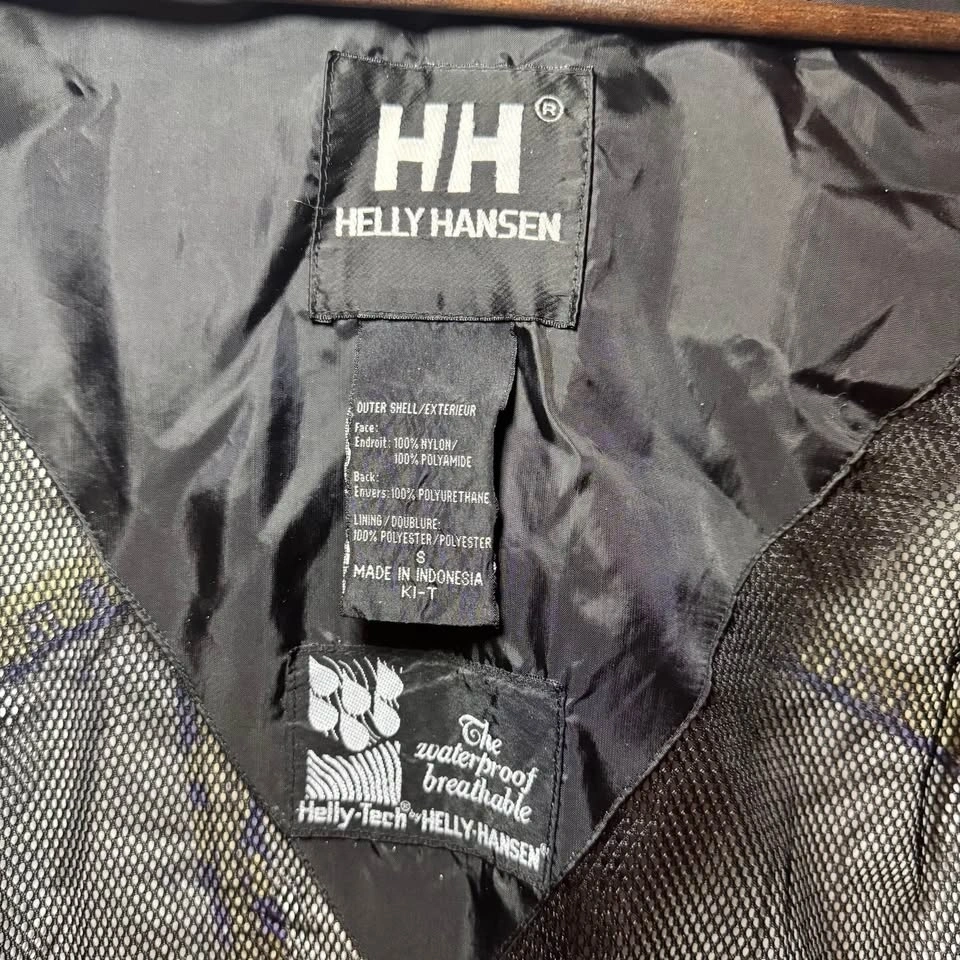 HH®
HELLY HANSEN
OUTER SHELL/EXTERIEUR
Face:
Endroit: 100% NYLON/
100% POLYAMIDE
Back:
Envers: 100% POLYURETHANE
LINING/DOUBLURE:
100% POLYESTER/POLYESTER
S
MADE IN INDONESIA
KI-T
The
waterproof
breathable
Helly-Tech® by HELLY-HANSEN®